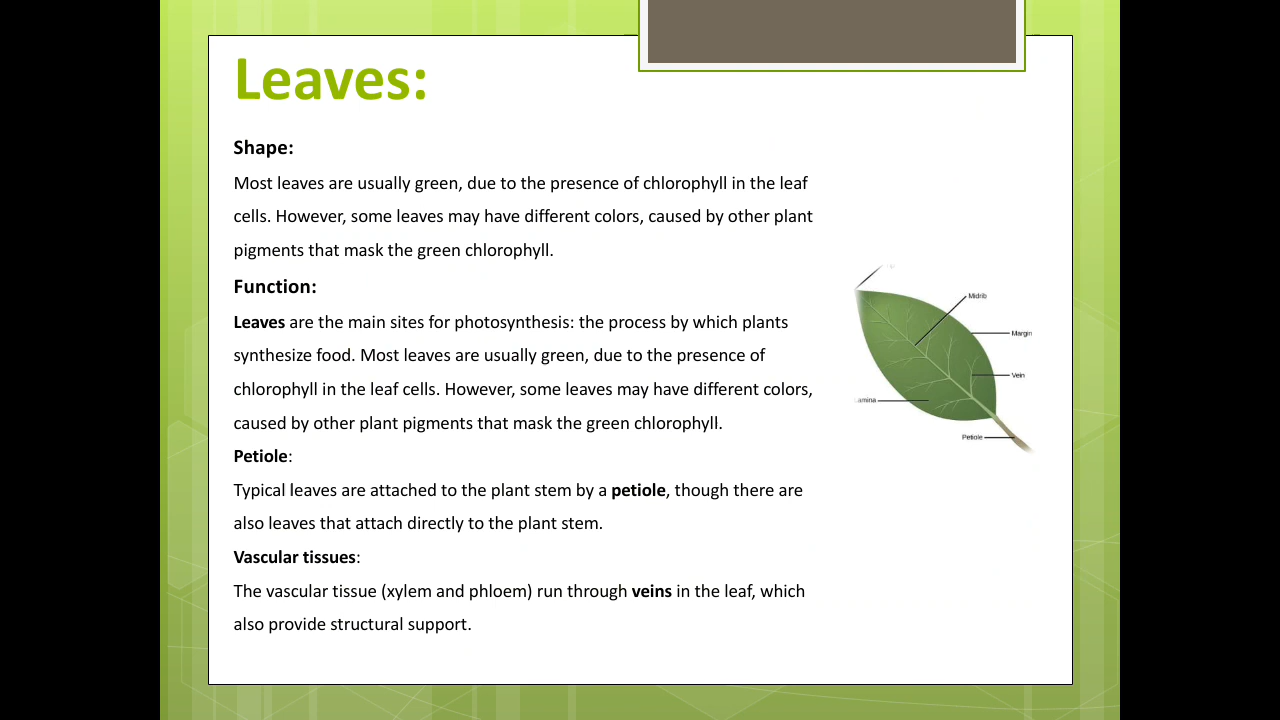 Leaves:
Shape:
Most leaves are usually green, due to the presence of chlorophyll in the leaf
cells. However, some leaves may have different colors, caused by other plant
pigments that mask the green chlorophyll.
Function:
Leaves are the main sites for photosynthesis: the process by which plants
synthesize food. Most leaves are usually green, due to the presence of
chlorophyll in the leaf cells. However, some leaves may have different colors,
caused by other plant pigments that mask the green chlorophyll.
Petiole:
Typical leaves are attached to the plant stem by a petiole, though there are
also leaves that attach directly to the plant stem.
Vascular tissues:
The vascular tissue (xylem and phloem) run through veins in the leaf, which
also provide structural support.
Midrib
Margin
Vein
amina
Petiole